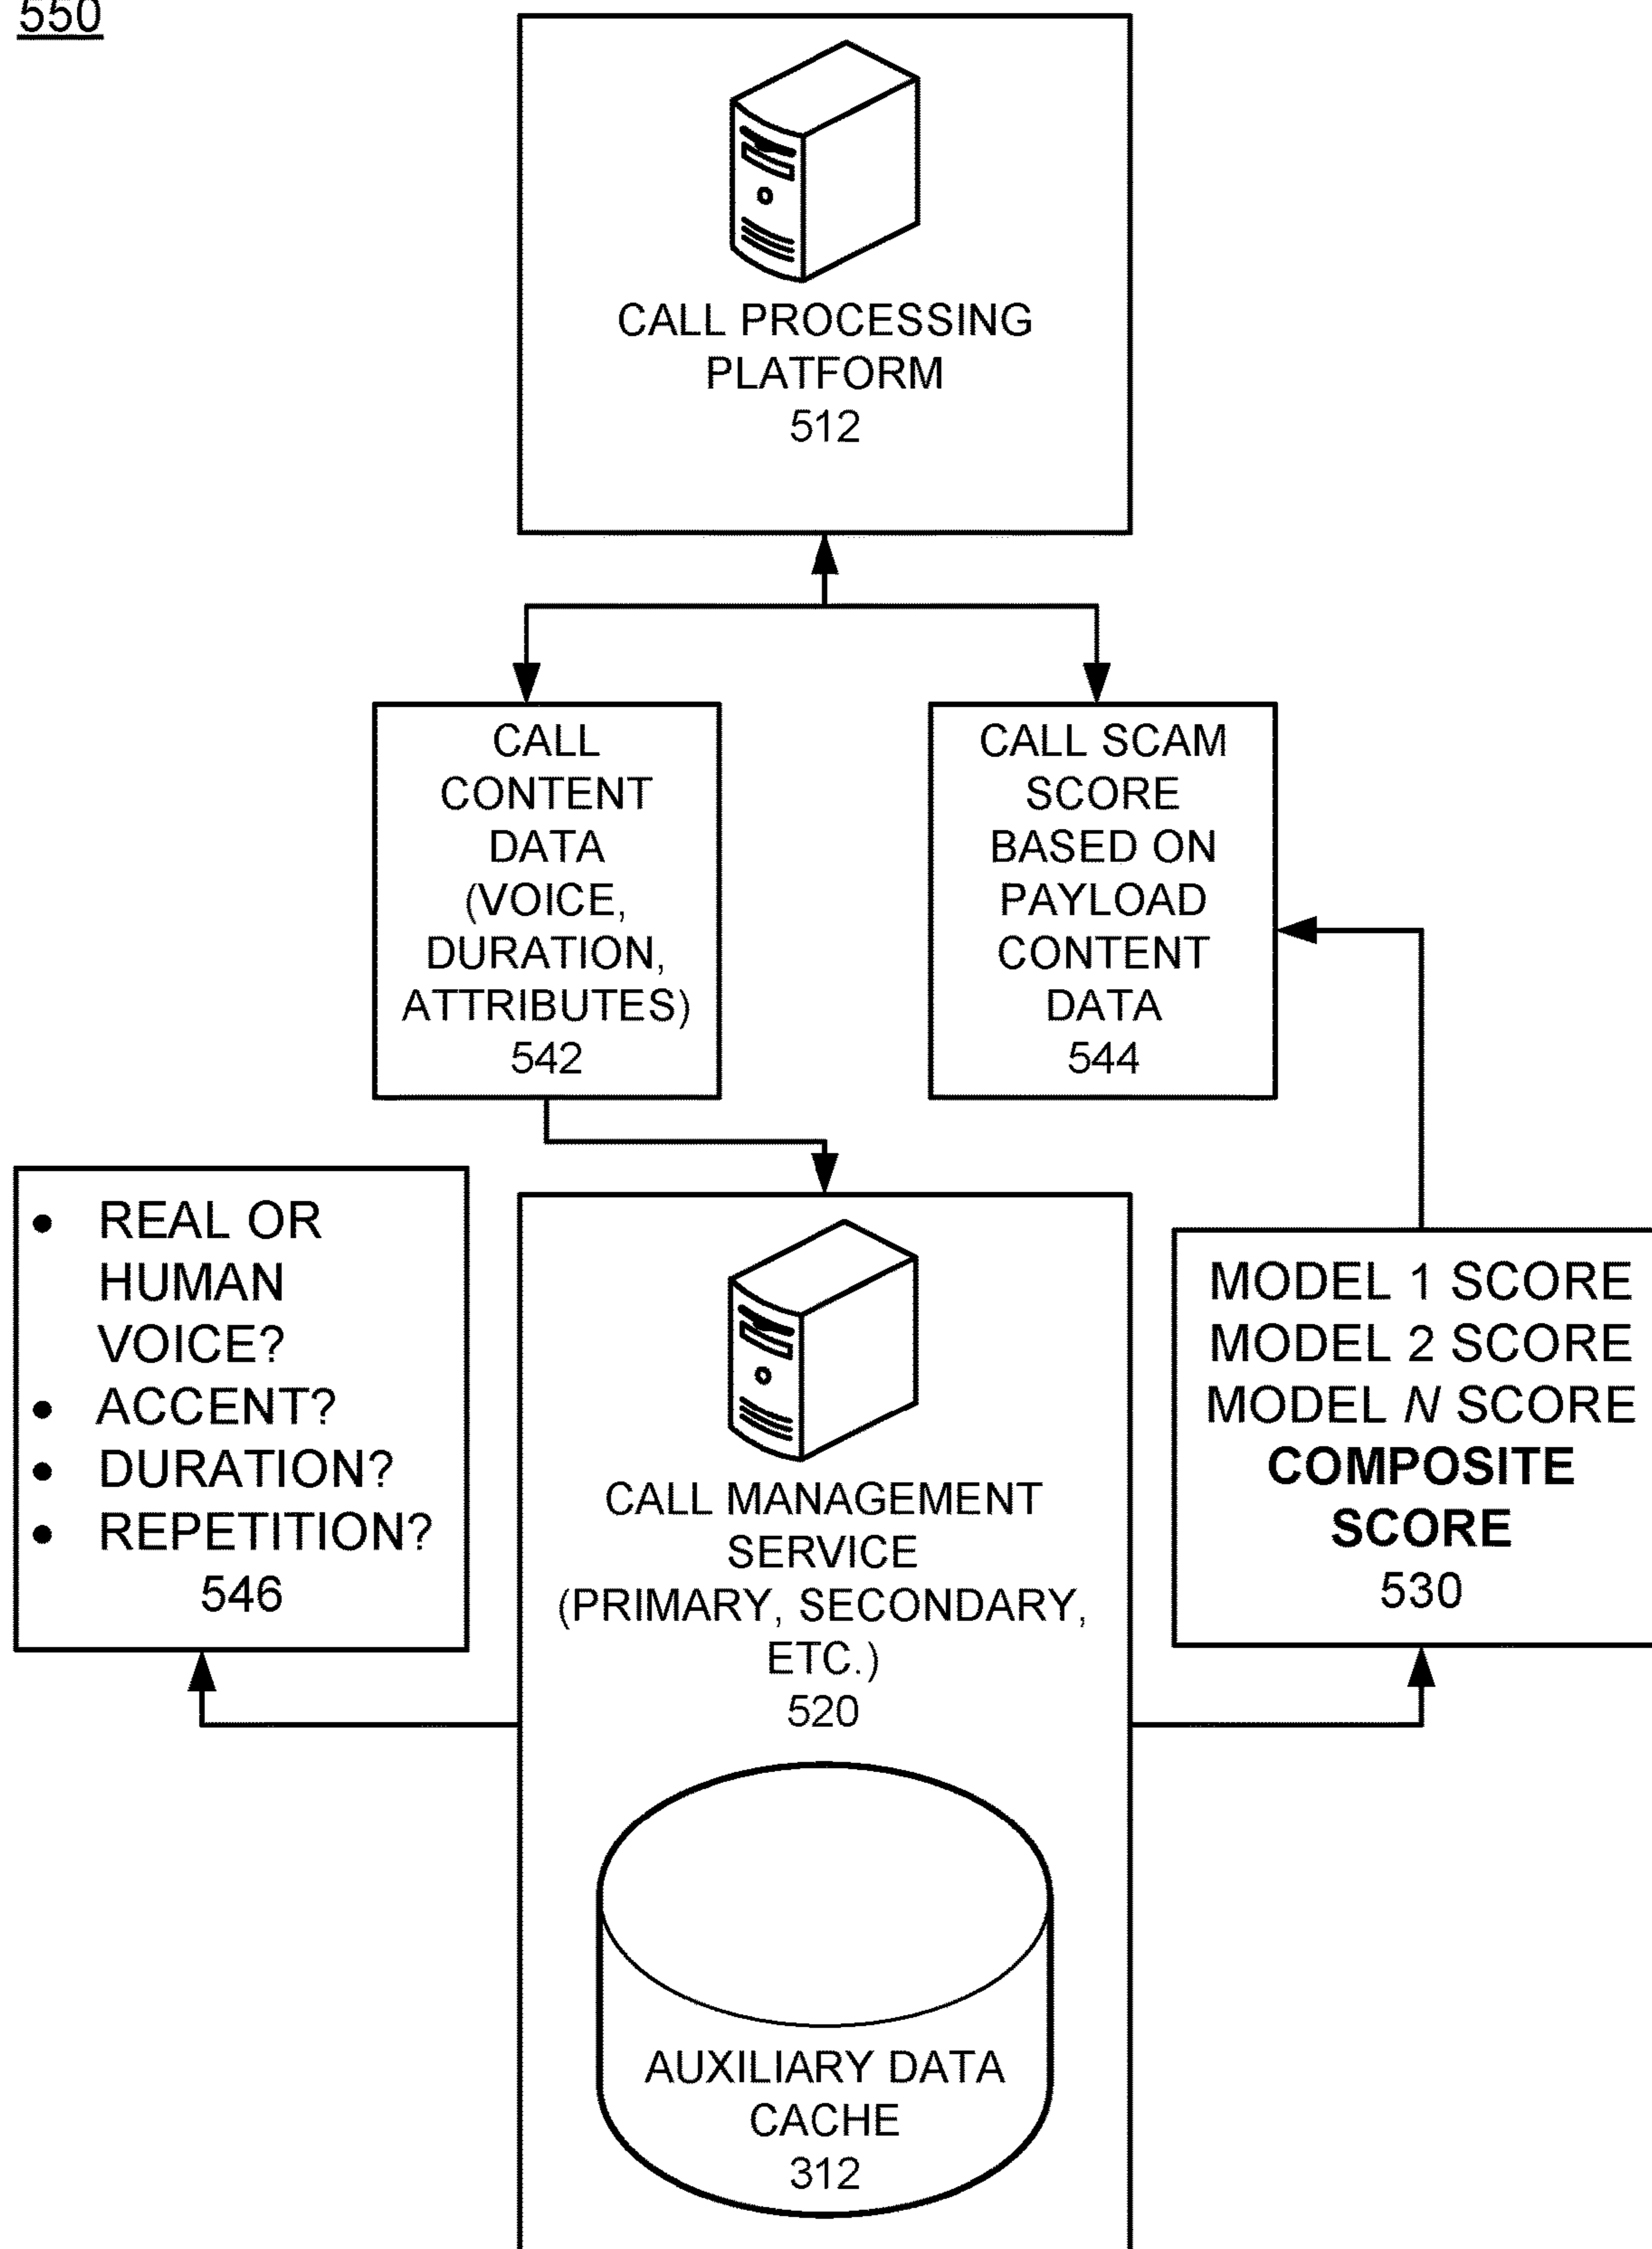 550
CALL PROCESSING
PLATFORM
512
CALL
CONTENT
DATA
(VOICE,
DURATION,
ATTRIBUTES)
542
CALL SCAM
SCORE
BASED ON
PAYLOAD
CONTENT
DATA
544
• REAL OR
HUMAN
VOICE?
• ACCENT?
• DURATION?
• REPETITION?
546
CALL MANAGEMENT
SERVICE
(PRIMARY, SECONDARY,
ETC.)
520
MODEL 1 SCORE
MODEL 2 SCORE
MODEL N SCORE
COMPOSITE
SCORE
530
AUXILIARY DATA
CACHE
312